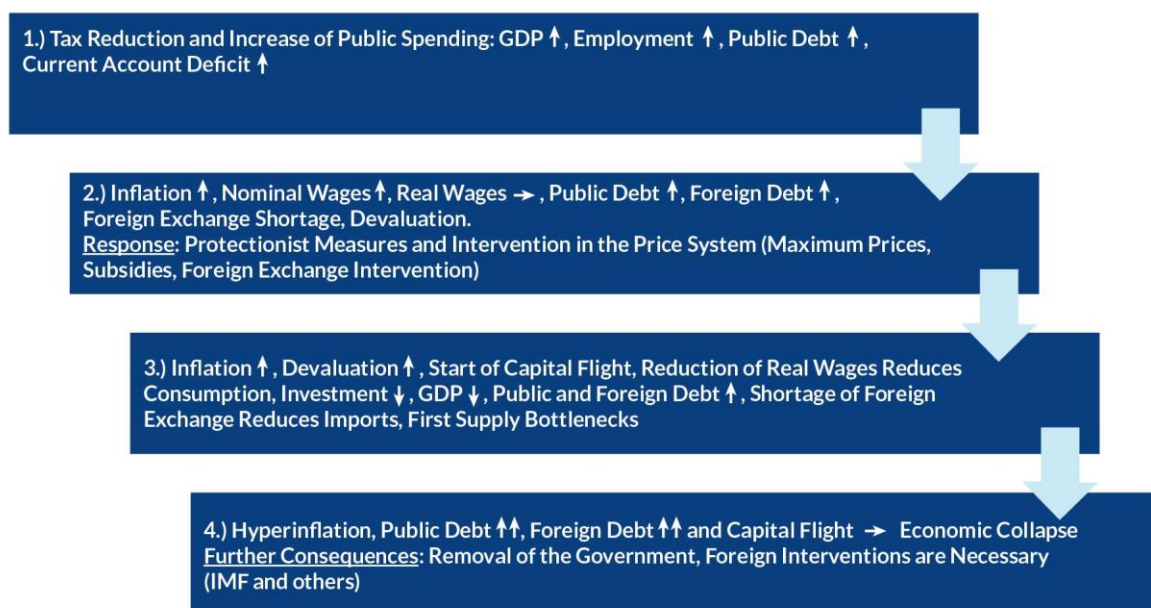 1.) Tax Reduction and Increase of Public Spending: GDP ↑, Employment ↑, Public Debt ↑,
Current Account Deficit ↑
2.) Inflation ↑, Nominal Wages ↑, Real Wages →, Public Debt ↑, Foreign Debt ↑,
Foreign Exchange Shortage, Devaluation.
Response: Protectionist Measures and Intervention in the Price System (Maximum Prices,
Subsidies, Foreign Exchange Intervention)
3.) Inflation ↑, Devaluation ↑, Start of Capital Flight, Reduction of Real Wages Reduces
Consumption, Investment ↓, GDP ↓, Public and Foreign Debt ↑, Shortage of Foreign
Exchange Reduces Imports, First Supply Bottlenecks
4.) Hyperinflation, Public Debt ↑↑, Foreign Debt ↑↑ and Capital Flight → Economic Collapse
Further Consequences: Removal of the Government, Foreign Interventions are Necessary
(IMF and others)